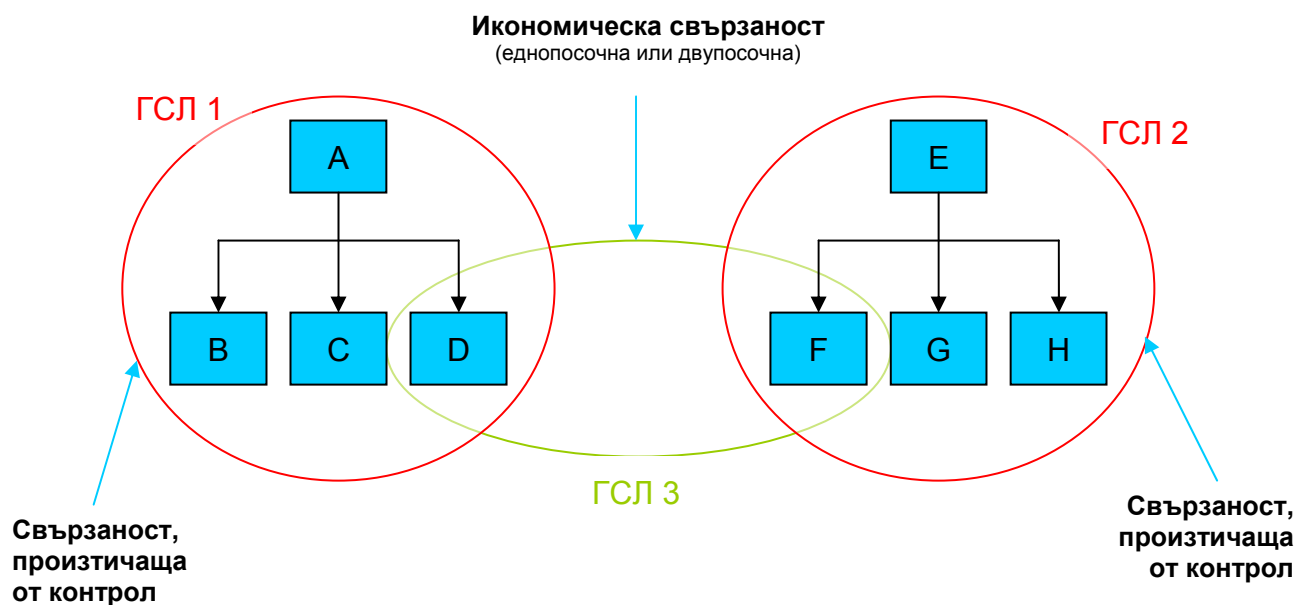 Икономическа свързаност
(еднопосочна или двупосочна)
ГСЛ 1
ГСЛ 2
A
E
B
C
D
F
G
H
ГСЛ 3
Свързаност,
произтичаща
от контрол
Свързаност,
произтичаща
от контрол